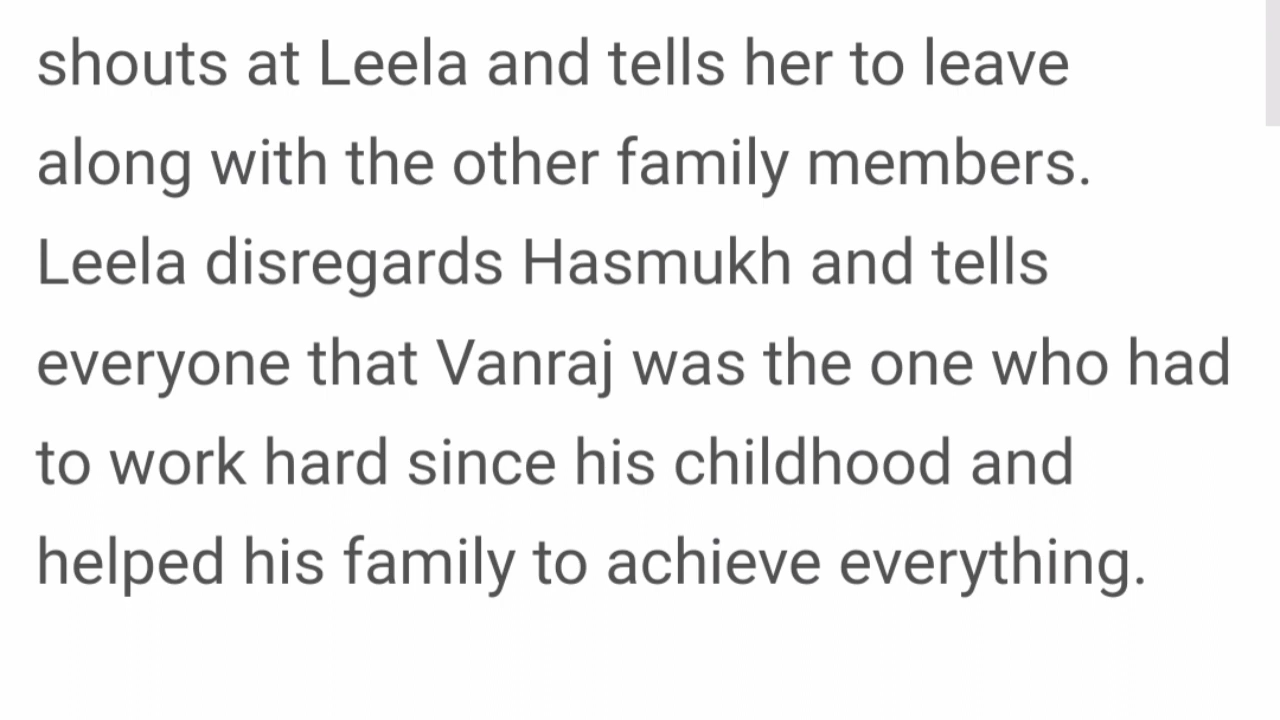 shouts at Leela and tells her to leave
along with the other family members.
Leela disregards Hasmukh and tells
everyone that Vanraj was the one who had
to work hard since his childhood and
helped his family to achieve everything.